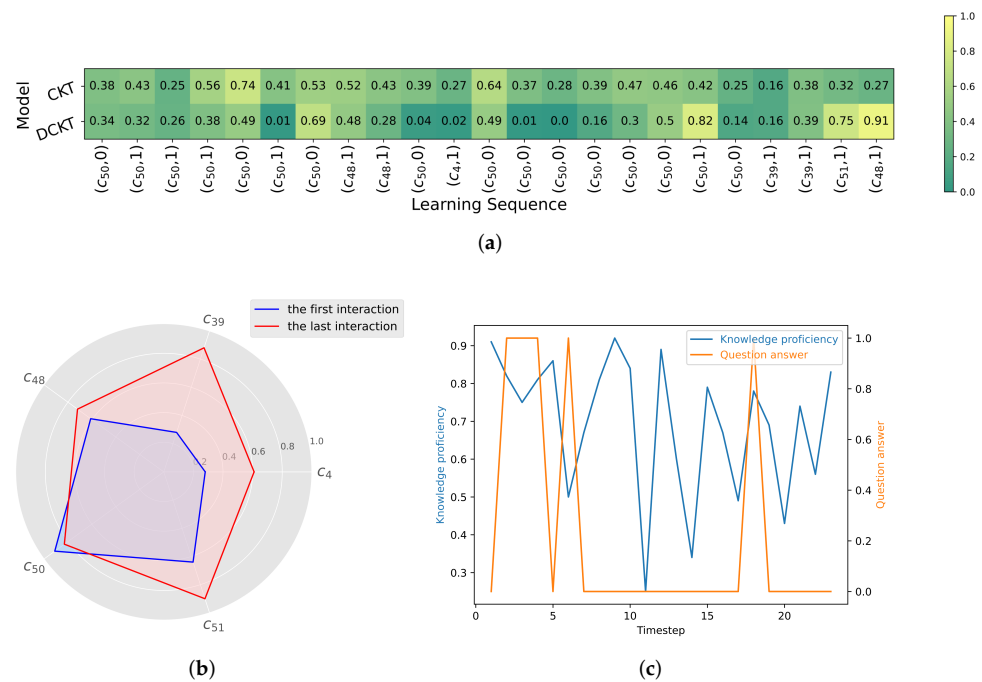 1.0
0.8
0.6
0.4
0.2
0.0
Model
CKT 0.38 0.43 0.25 0.56 0.74 0.41 0.53 0.52 0.43 0.39 0.27 0.64 0.37 0.28 0.39 0.47 0.46 0.42 0.25 0.16 0.38 0.32 0.27
DCKT 0.34 0.32 0.26 0.38 0.49 0.01 0.69 0.48 0.28 0.04 0.02 0.49 0.01 0.0 0.16 0.3 0.5 0.82 0.14 0.16 0.39 0.75 0.91
(c₅₀, 0) (c₅₀, 1) (c₅₀, 1) (c₅₀, 1) (c₅₀, 0) (c₅₀, 1) (c₅₀, 0) (c₄₈, 1) (c₄₈, 1) (c₅₀, 0) (c₄, 1) (c₅₀, 0) (c₅₀, 0) (c₅₀, 0) (c₅₀, 0) (c₅₀, 0) (c₅₀, 0) (c₅₀, 1) (c₅₀, 0) (c₃₉, 1) (c₃₉, 1) (c₅₁, 1) (c₄₈, 1)
Learning Sequence
(a)
the first interaction
the last interaction
c₃₉
c₄₈
c₄
c₅₀
c₅₁
0.2 0.4 0.6 0.8 1.0
(b)
Knowledge proficiency
Question answer
Knowledge proficiency
0.9
0.8
0.7
0.6
0.5
0.4
0.3
1.0
0.8
0.6
0.4
0.2
0.0
Question answer
0 5 10 15 20
Timestep
(c)